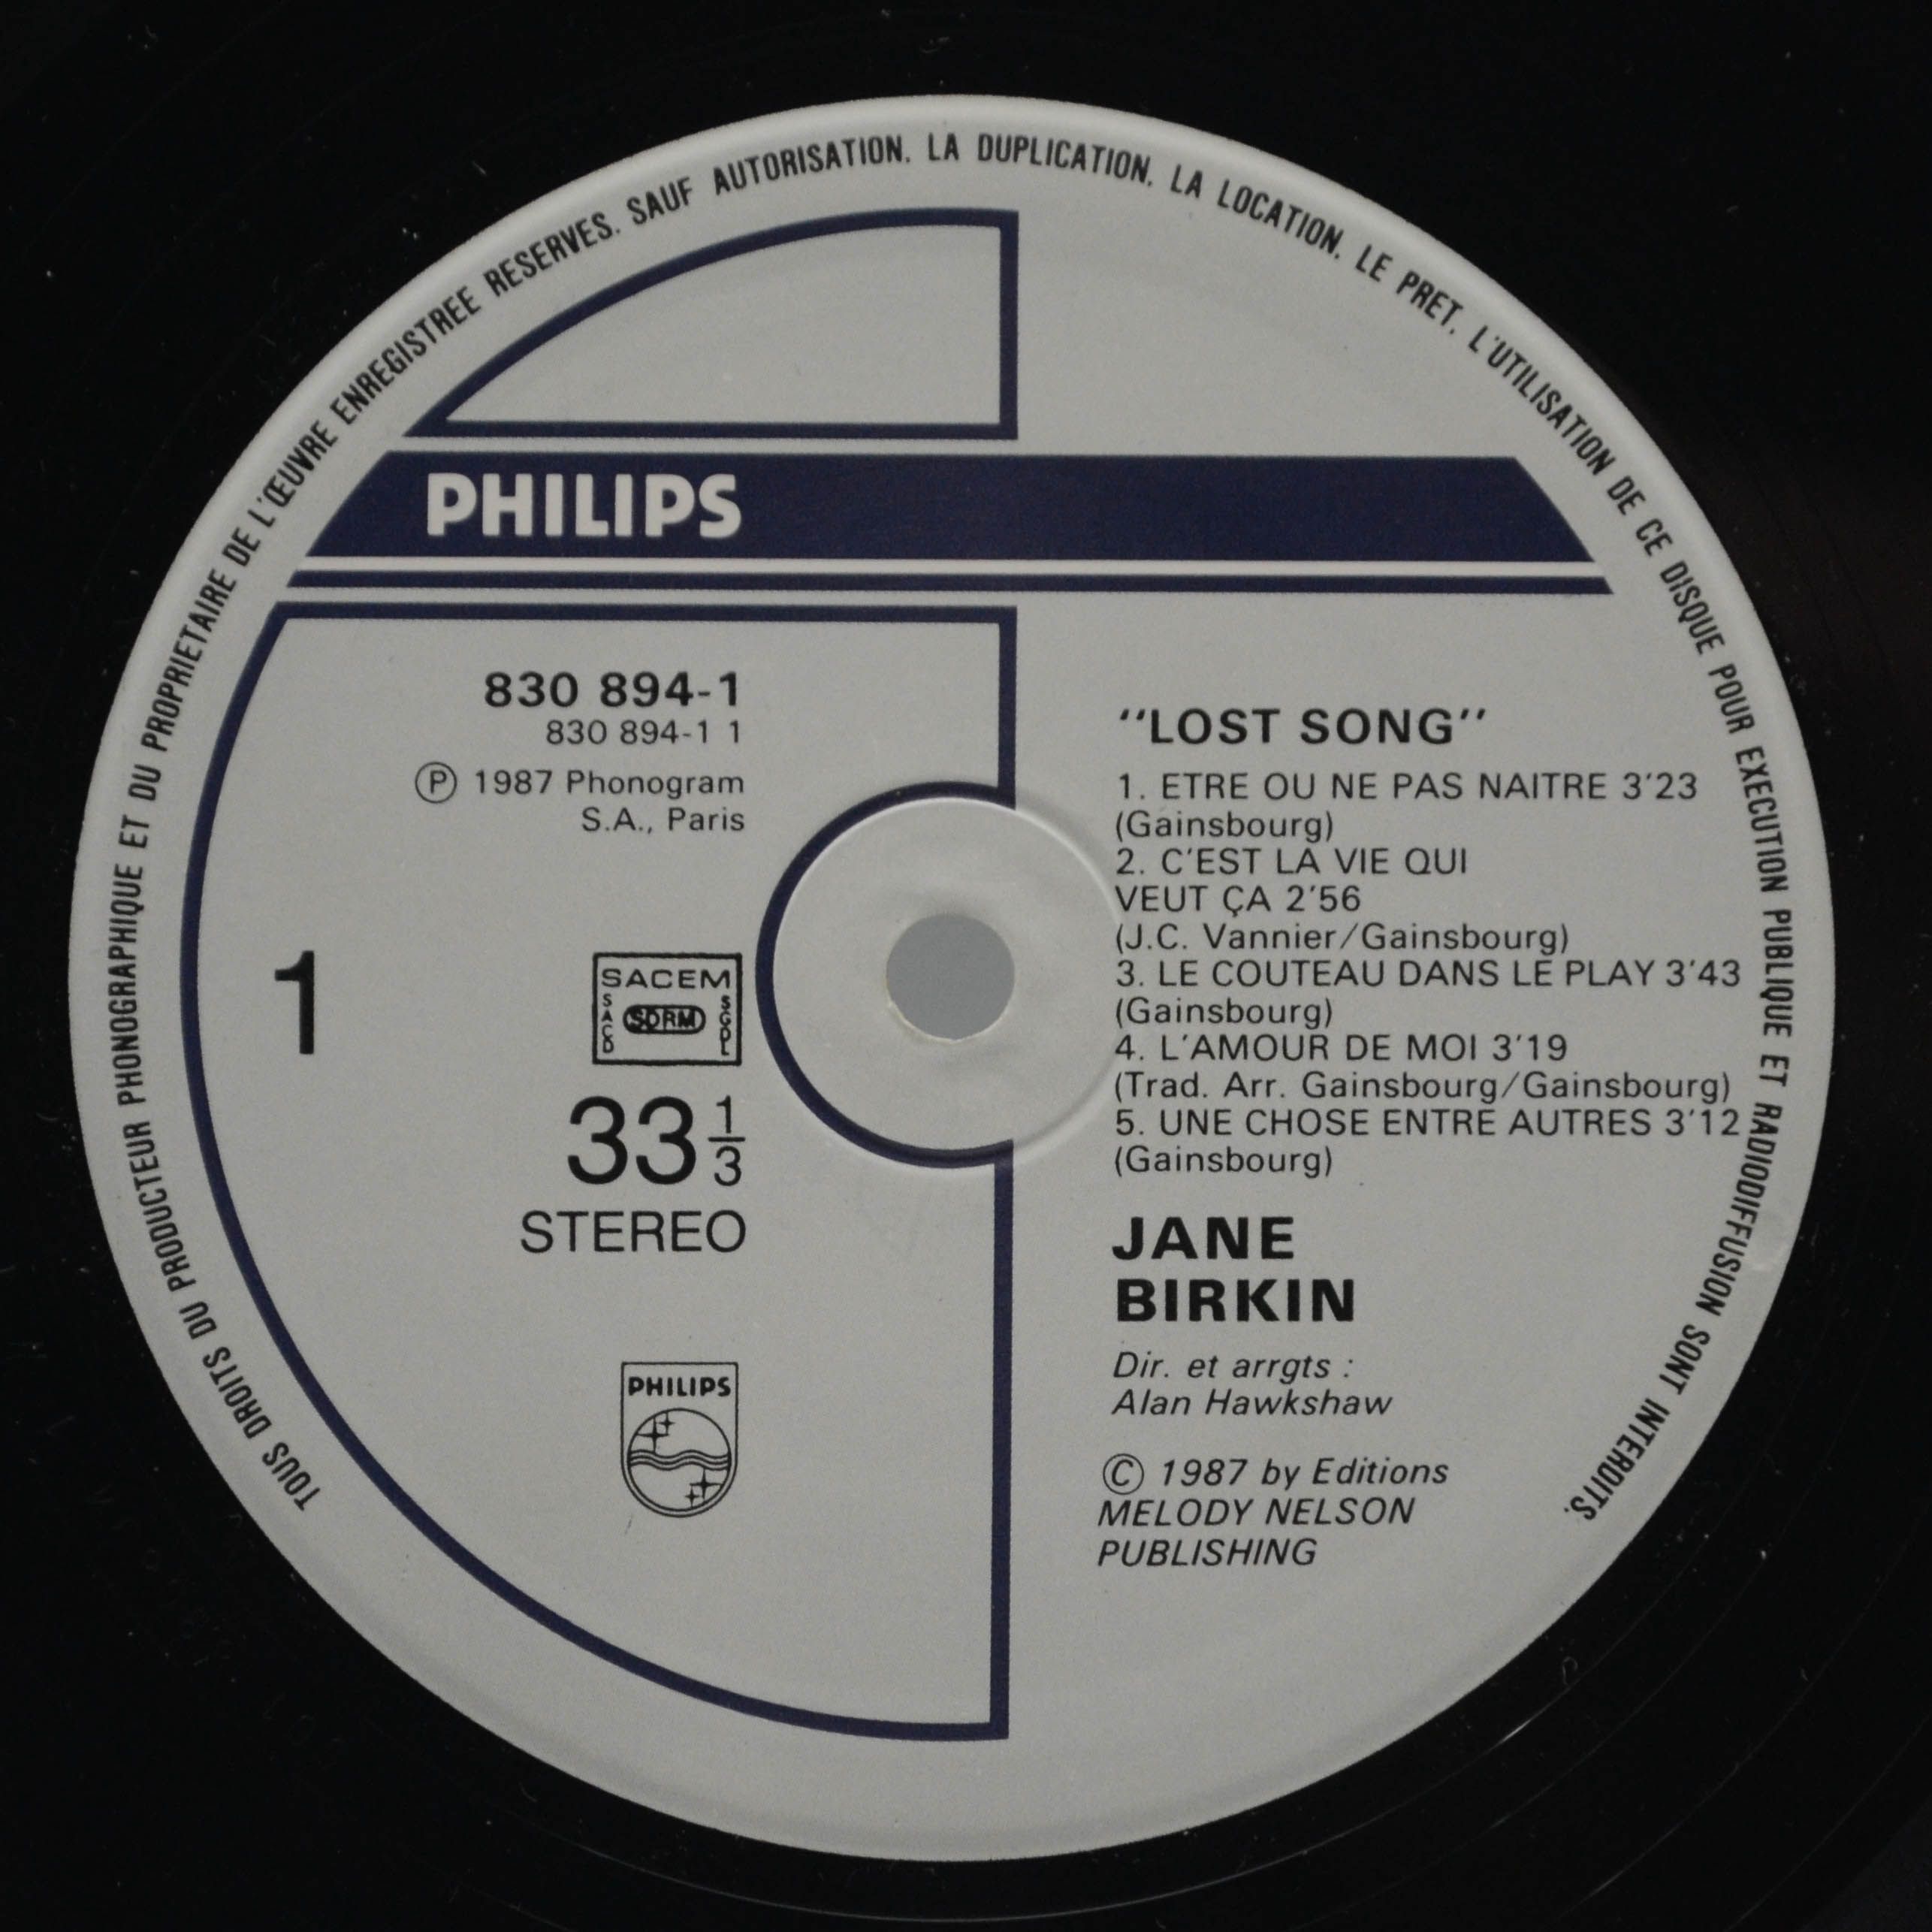 TOUS DROITS DU PRODUCTEUR PHONOGRAPHIQUE ET DU PROPRIETAIRE DE L'ŒUVRE ENREGISTREE RESERVES. SAUF AUTORISATION. LA DUPLICATION. LA LOCATION. LE PRET. L'UTILISATION DE CE DISQUE POUR EXECUTION PUBLIQUE ET RADIODIFFUSION SONT INTERDITS.
PHILIPS
830 894-1
830 894-1 1
Ⓟ 1987 Phonogram
S.A., Paris
1
SACEM
SACD
SDRM
SGDL
33 1/3
STEREO
PHILIPS
"LOST SONG"
1. ETRE OU NE PAS NAITRE 3'23
(Gainsbourg)
2. C'EST LA VIE QUI
VEUT ÇA 2'56
(J.C. Vannier/Gainsbourg)
3. LE COUTEAU DANS LE PLAY 3'43
(Gainsbourg)
4. L'AMOUR DE MOI 3'19
(Trad. Arr. Gainsbourg/Gainsbourg)
5. UNE CHOSE ENTRE AUTRES 3'12
(Gainsbourg)
JANE
BIRKIN
Dir. et arrgts :
Alan Hawkshaw
© 1987 by Editions
MELODY NELSON
PUBLISHING